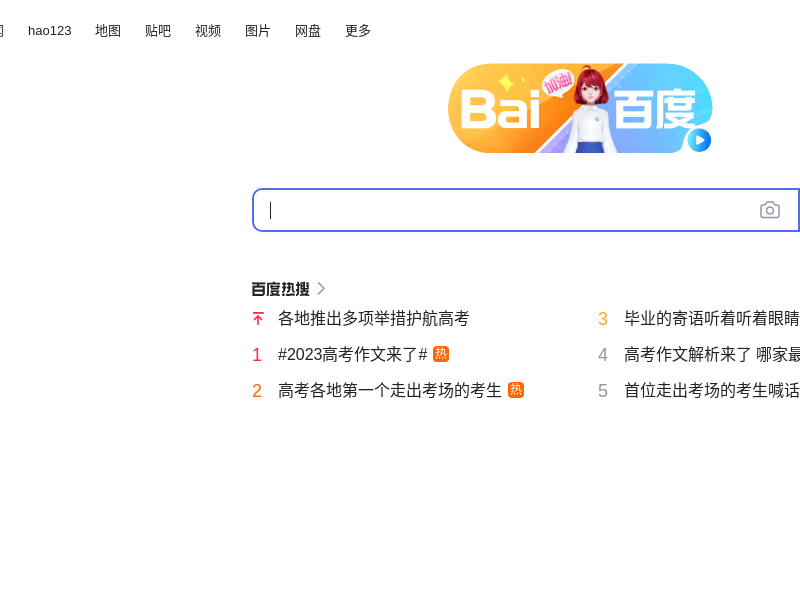 hao123 地图 贴吧 视频 图片 网盘 更多
Bai 加油! 百度
百度热搜
各地推出多项举措护航高考
1 #2023高考作文来了# 热
2 高考各地第一个走出考场的考生 热
3 毕业的寄语听着听着眼睛
4 高考作文解析来了 哪家最
5 首位走出考场的考生喊话